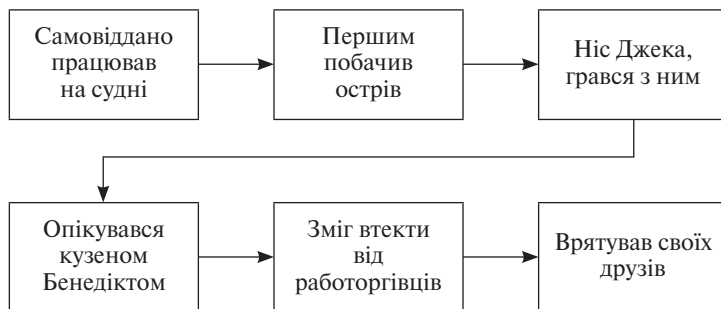 Самовіддано
працював
на судні
Першим
побачив
острів
Ніс Джека,
грався з ним
Опікувався
кузеном
Бенедіктом
Зміг втекти
від
работоргівців
Врятував своїх
друзів